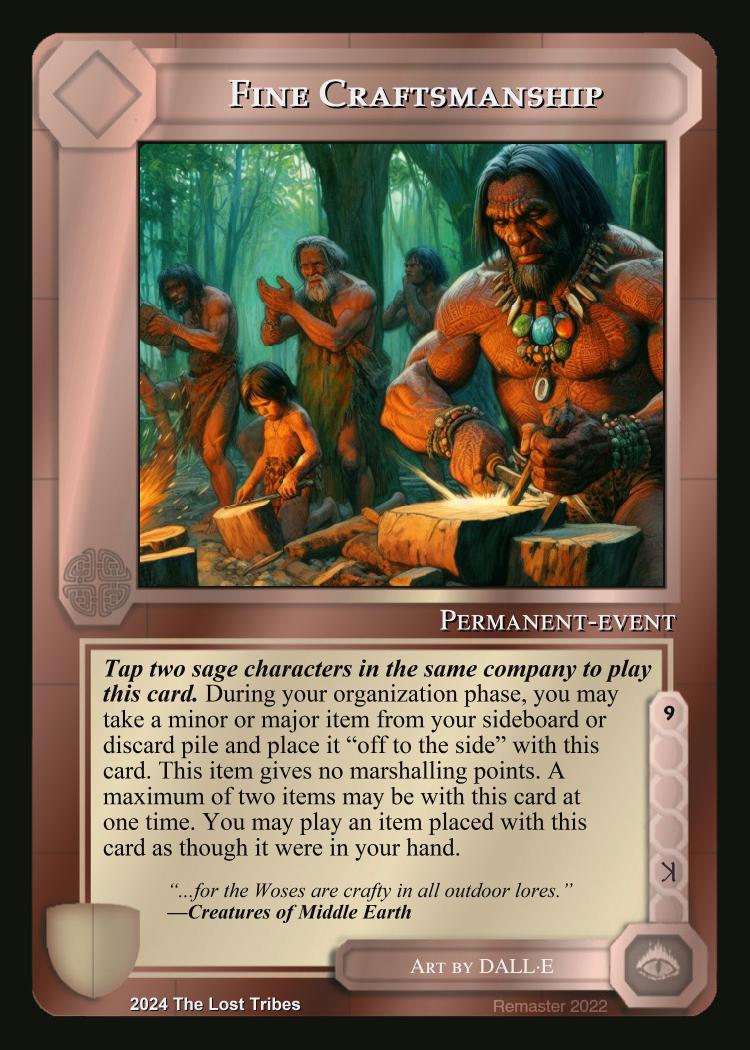 Fine Craftsmanship
Permanent-event
Tap two sage characters in the same company to play
this card. During your organization phase, you may
take a minor or major item from your sideboard or
discard pile and place it “off to the side” with this
card. This item gives no marshalling points. A
maximum of two items may be with this card at
one time. You may play an item placed with this
card as though it were in your hand.
9
“...for the Woses are crafty in all outdoor lores.”
—Creatures of Middle Earth
Art by DALL·E
2024 The Lost Tribes
Remaster 2022